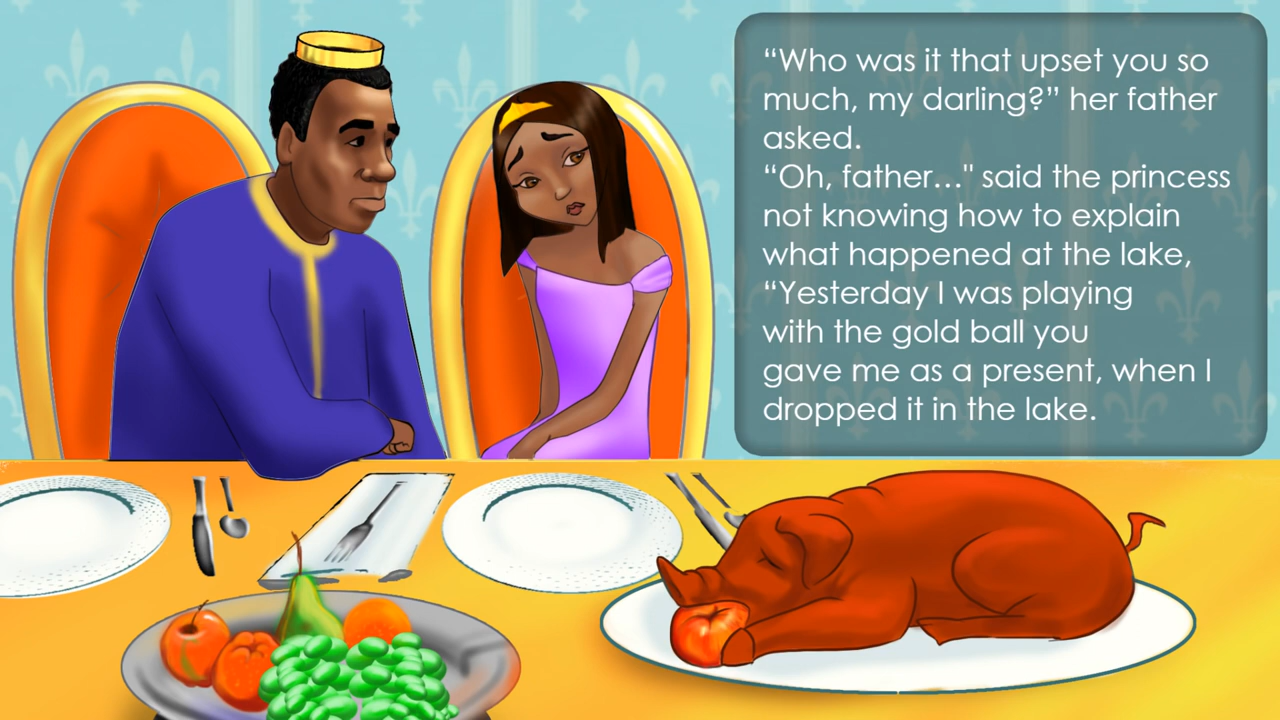 “Who was it that upset you so
much, my darling?” her father
asked.
“Oh, father…" said the princess
not knowing how to explain
what happened at the lake,
“Yesterday I was playing
with the gold ball you
gave me as a present, when I
dropped it in the lake.